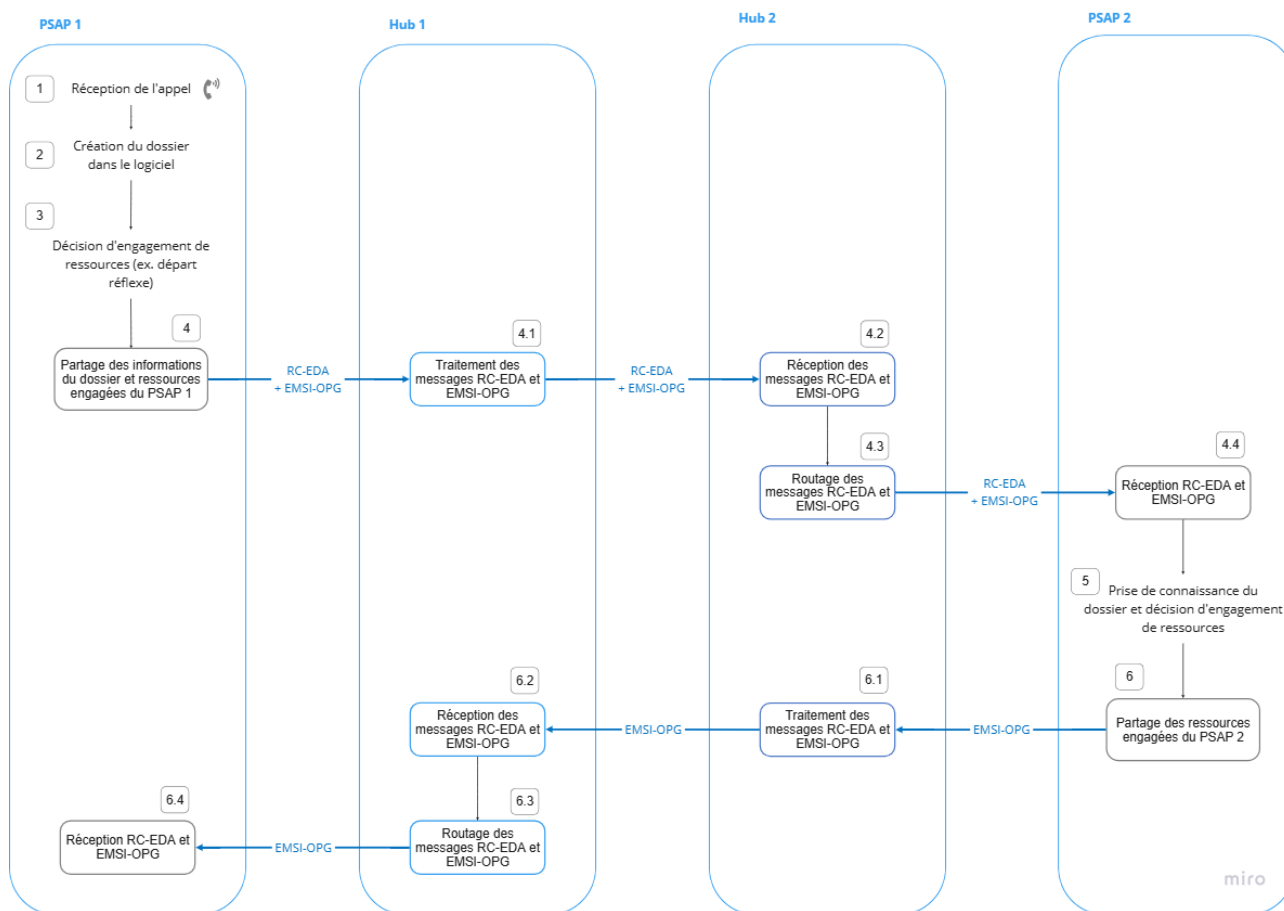 PSAP 1
Hub 1
Hub 2
PSAP 2
1
Réception de l'appel
2
Création du dossier
dans le logiciel
3
Décision d'engagement de
ressources (ex. départ
réflexe)
4
Partage des informations
du dossier et ressources
engagées du PSAP 1
RC-EDA
+ EMSI-OPG
4.1
Traitement des
messages RC-EDA et
EMSI-OPG
RC-EDA
+ EMSI-OPG
4.2
Réception des
messages RC-EDA et
EMSI-OPG
4.3
Routage des
messages RC-EDA et
EMSI-OPG
RC-EDA
+ EMSI-OPG
4.4
Réception RC-EDA et
EMSI-OPG
5
Prise de connaissance du
dossier et décision d'engagement
de ressources
6
Partage des ressources
engagées du PSAP 2
EMSI-OPG
6.1
Traitement des
messages RC-EDA et
EMSI-OPG
EMSI-OPG
6.2
Réception des
messages RC-EDA et
EMSI-OPG
6.3
Routage des
messages RC-EDA et
EMSI-OPG
EMSI-OPG
6.4
Réception RC-EDA et
EMSI-OPG
miro